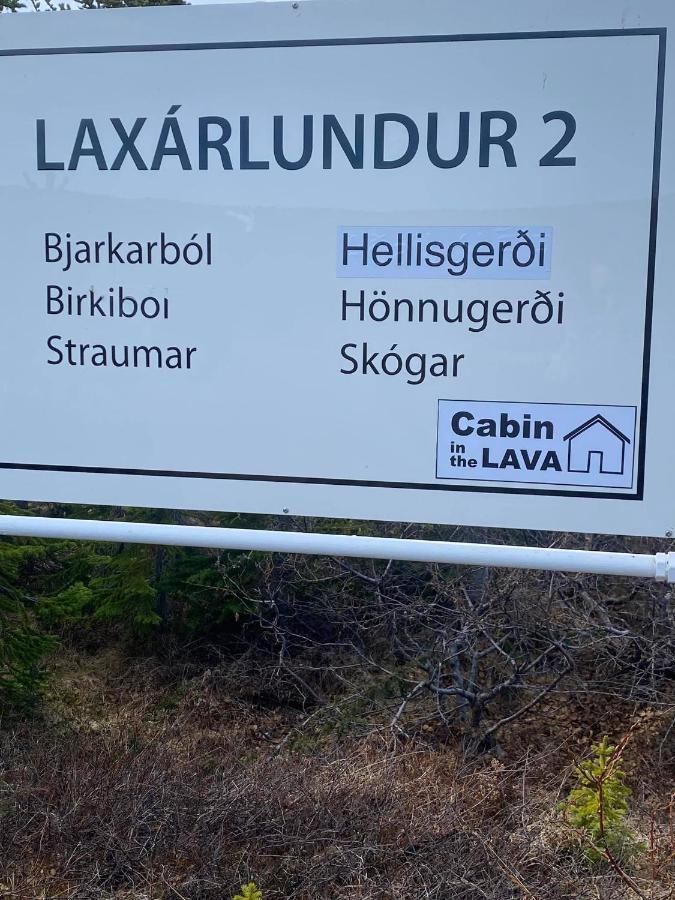 LAXÁRLUNDUR 2
Bjarkarból
Birkiboi
Straumar
Hellisgerði
Hönnugerði
Skógar
Cabin
in
the LAVA